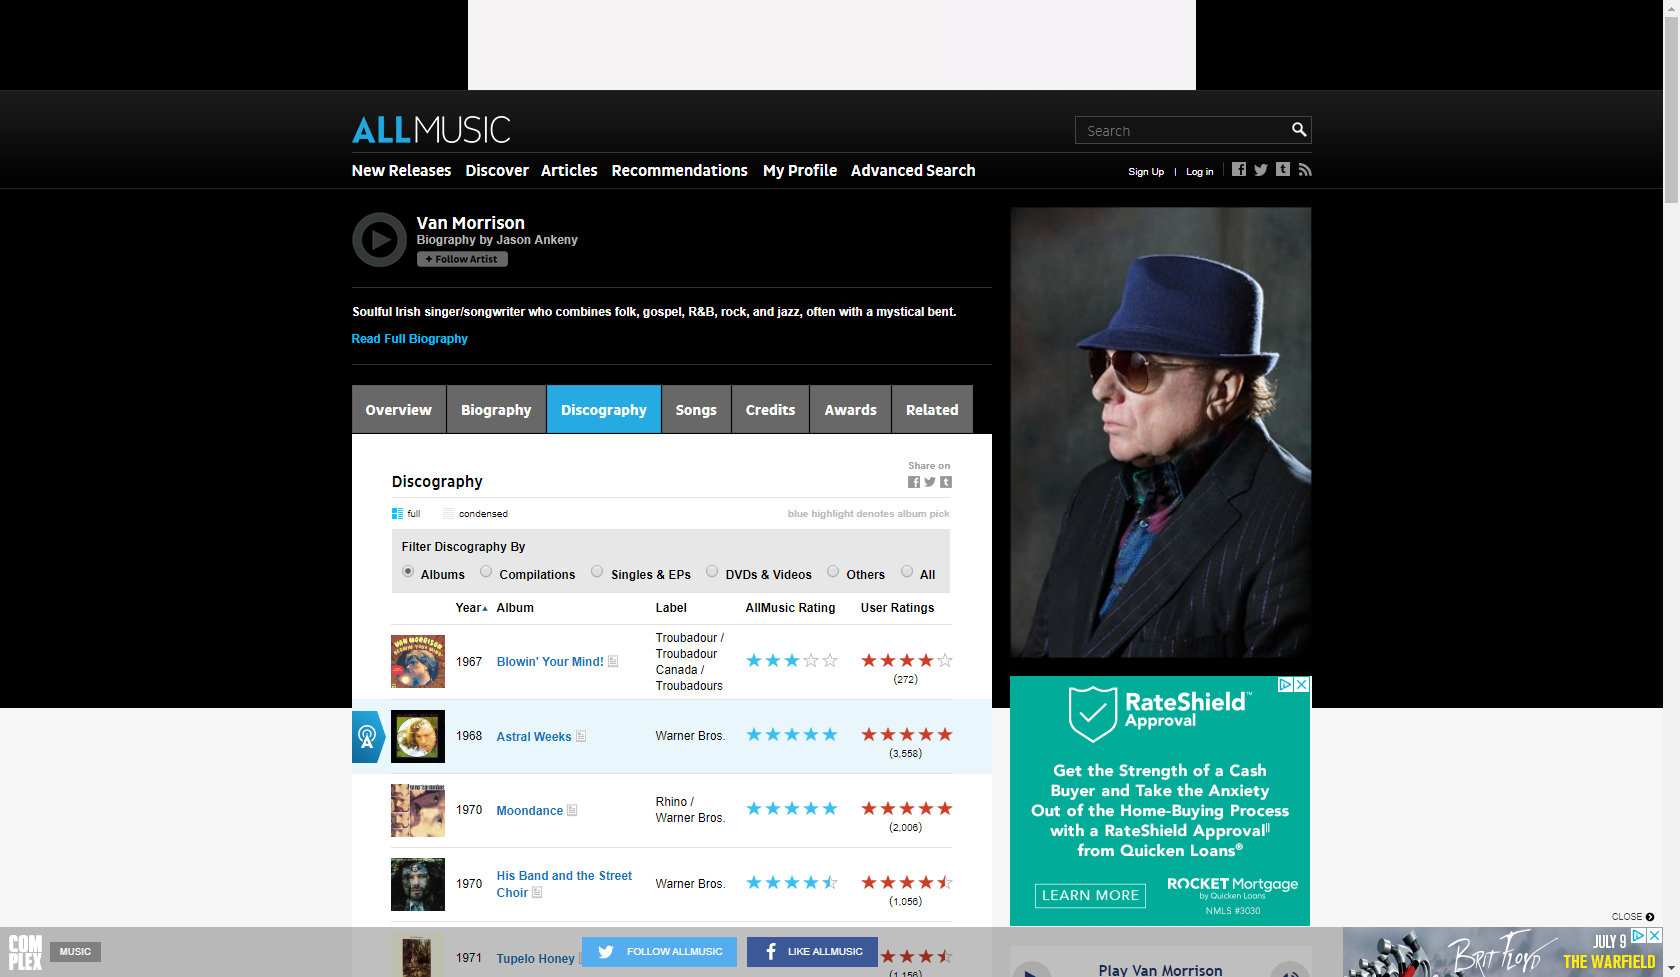 ALLMUSIC
Search
New Releases Discover Articles Recommendations My Profile Advanced Search
Sign Up | Log in
Van Morrison
Biography by Jason Ankeny
+ Follow Artist
Soulful Irish singer/songwriter who combines folk, gospel, R&B, rock, and jazz, often with a mystical bent.
Read Full Biography
Overview Biography Discography Songs Credits Awards Related
Share on
Discography
full condensed blue highlight denotes album pick
Filter Discography By
Albums Compilations Singles & EPs DVDs & Videos Others All
Year Album Label AllMusic Rating User Ratings
VAN MORRISON
BLOWIN' YOUR MIND!
1967 Blowin' Your Mind! Troubadour / Troubadour Canada / Troubadours (272)
1968 Astral Weeks Warner Bros. (3,558)
1970 Moondance Rhino / Warner Bros. (2,006)
1970 His Band and the Street Choir Warner Bros. (1,056)
1971 Tupelo Honey (1,156)
RateShield™
Approval
Get the Strength of a Cash
Buyer and Take the Anxiety
Out of the Home-Buying Process
with a RateShield Approval||
from Quicken Loans®
LEARN MORE
ROCKET Mortgage
by Quicken Loans
NMLS #3030
CLOSE
COMPLEX
MUSIC
FOLLOW ALLMUSIC
LIKE ALLMUSIC
Play Van Morrison
BRIT FLOYD
JULY 9
THE WARFIELD